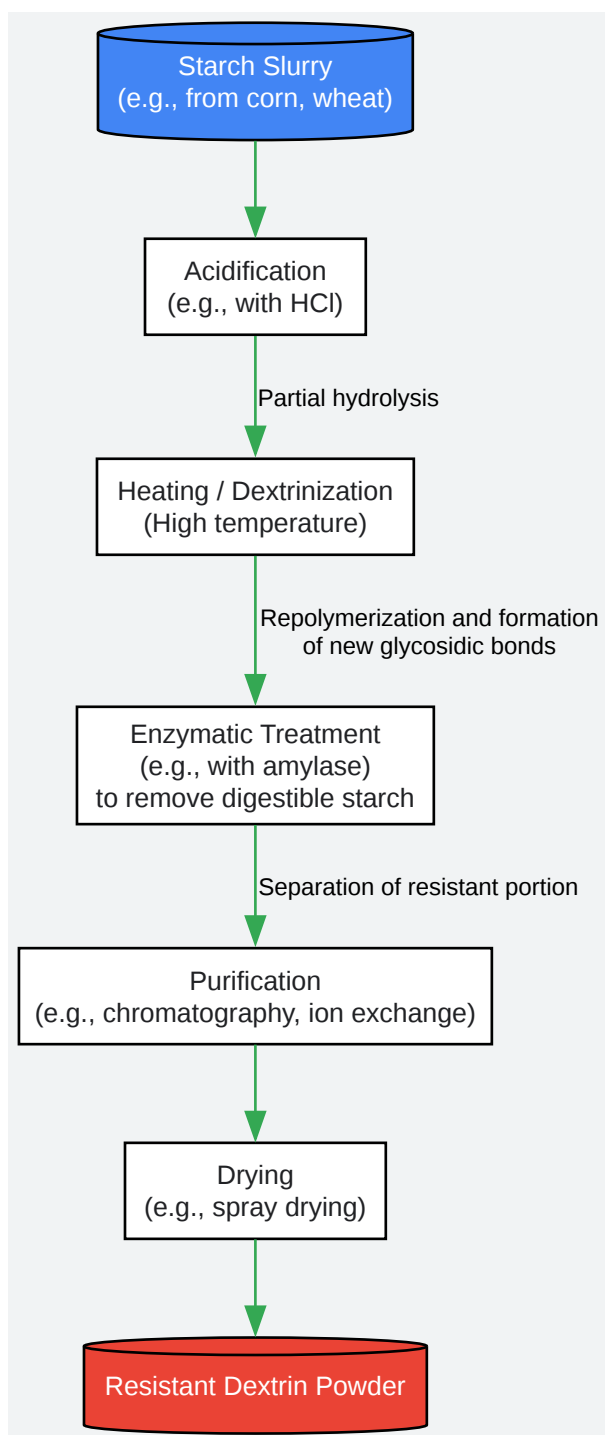 Starch Slurry
(e.g., from corn, wheat)
Acidification
(e.g., with HCl)
Partial hydrolysis
Heating / Dextrinization
(High temperature)
Repolymerization and formation
of new glycosidic bonds
Enzymatic Treatment
(e.g., with amylase)
to remove digestible starch
Separation of resistant portion
Purification
(e.g., chromatography, ion exchange)
Drying
(e.g., spray drying)
Resistant Dextrin Powder